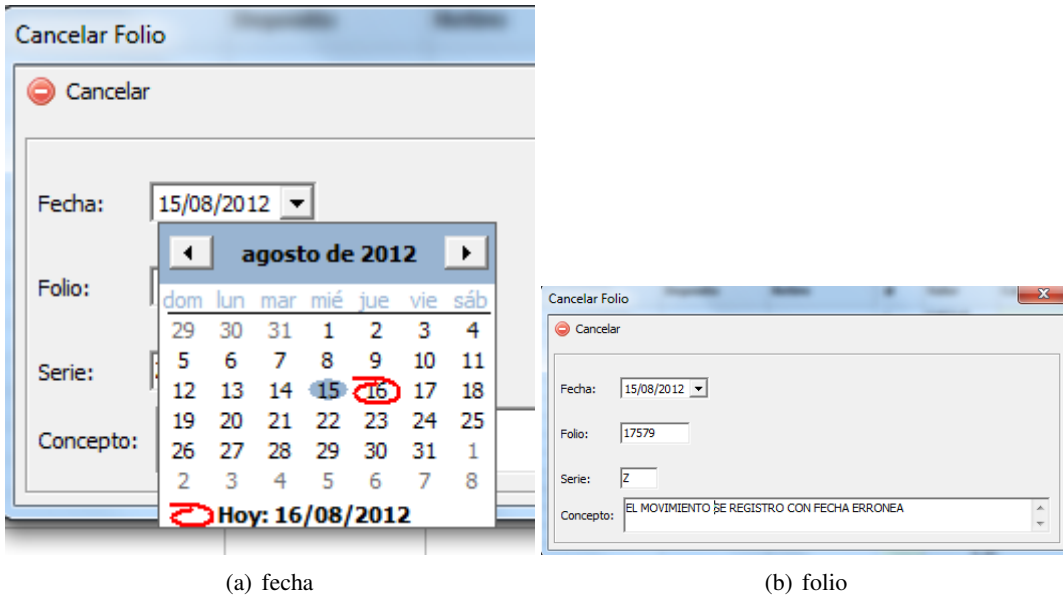 Cancelar Folio
Cancelar
Fecha: 15/08/2012
agosto de 2012
Folio:
dom lun mar mié jue vie sáb
29 30 31 1 2 3 4
5 6 7 8 9 10 11
Serie:
12 13 14 15 16 17 18
19 20 21 22 23 24 25
Concepto:
26 27 28 29 30 31 1
2 3 4 5 6 7 8
Hoy: 16/08/2012
(a) fecha
Cancelar Folio
Cancelar
Fecha: 15/08/2012
Folio: 17579
Serie: Z
Concepto: EL MOVIMIENTO SE REGISTRO CON FECHA ERRONEA
(b) folio